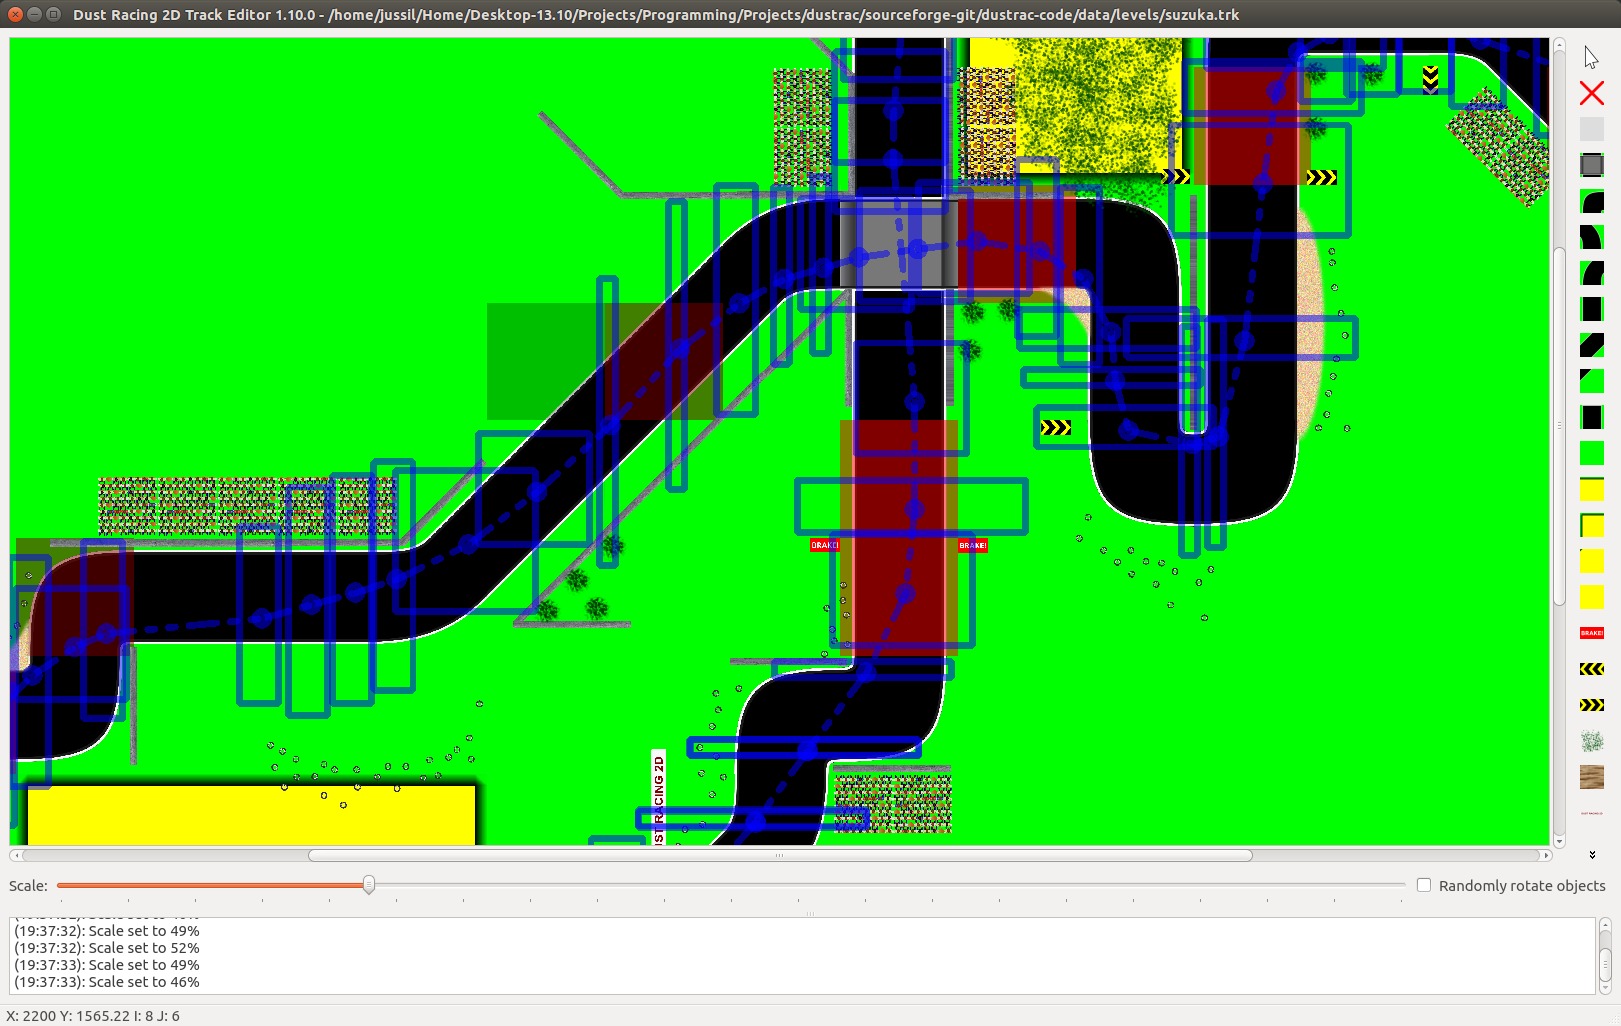 Dust Racing 2D Track Editor 1.10.0 - /home/jussil/Home/Desktop-13.10/Projects/Programming/Projects/dustrac/sourceforge-git/dustrac-code/data/levels/suzuka.trk
BRAKE!
BRAKE!
RACING 2D
BRAKE!
Scale:
Randomly rotate objects
(19:37:32): Scale set to 49%
(19:37:32): Scale set to 52%
(19:37:33): Scale set to 49%
(19:37:33): Scale set to 46%
X: 2200 Y: 1565.22 I: 8 J: 6